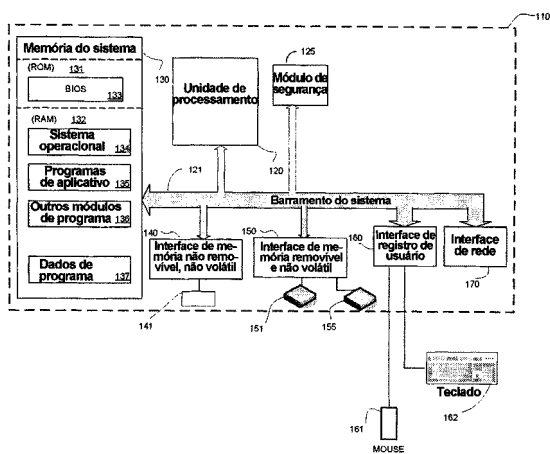 110
Memória do sistema
(ROM) 131
BIOS 133
(RAM) 132
Sistema
operacional 134
Programas
de aplicativo 135
Outros módulos
de programa 136
Dados de
programa 137
130
Unidade de
processamento
120
125
Módulo de
segurança
121
Barramento do sistema
140
Interface de me-
mória não remo-
vível, não volátil
141
150
Interface de
memória removível
e não volátil
151
155
160
Interface de
registro de
usuário
Interface
de rede
170
Teclado
162
161
MOUSE